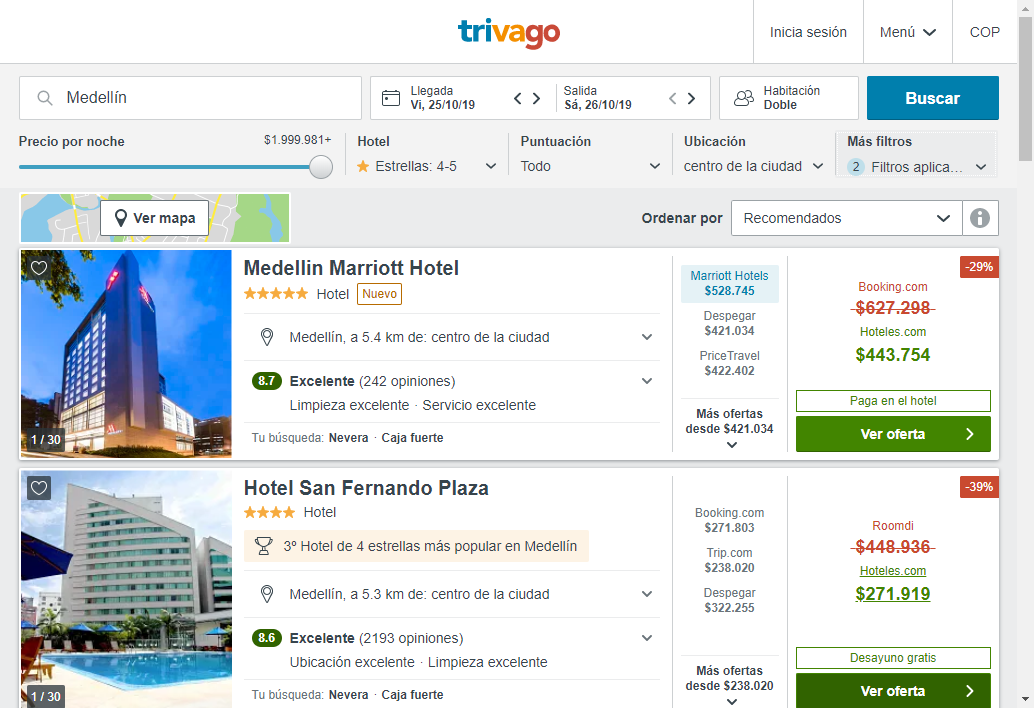 trivago
Inicia sesión
Menú
COP
Medellín
Llegada
Vi, 25/10/19
Salida
Sá, 26/10/19
Habitación
Doble
Buscar
Precio por noche
$1.999.981+
Hotel
Estrellas: 4-5
Puntuación
Todo
Ubicación
centro de la ciudad
Más filtros
2 Filtros aplica...
Ver mapa
Ordenar por
Recomendados
Medellin Marriott Hotel
Hotel
Nuevo
Medellín, a 5.4 km de: centro de la ciudad
8.7 Excelente (242 opiniones)
Limpieza excelente · Servicio excelente
Tu búsqueda: Nevera · Caja fuerte
1 / 30
Marriott Hotels
$528.745
Despegar
$421.034
PriceTravel
$422.402
Más ofertas
desde $421.034
-29%
Booking.com
$627.298
Hoteles.com
$443.754
Paga en el hotel
Ver oferta
Hotel San Fernando Plaza
Hotel
3º Hotel de 4 estrellas más popular en Medellín
Medellín, a 5.3 km de: centro de la ciudad
8.6 Excelente (2193 opiniones)
Ubicación excelente · Limpieza excelente
Tu búsqueda: Nevera · Caja fuerte
1 / 30
Booking.com
$271.803
Trip.com
$238.020
Despegar
$322.255
Más ofertas
desde $238.020
-39%
Roomdi
$448.936
Hoteles.com
$271.919
Desayuno gratis
Ver oferta